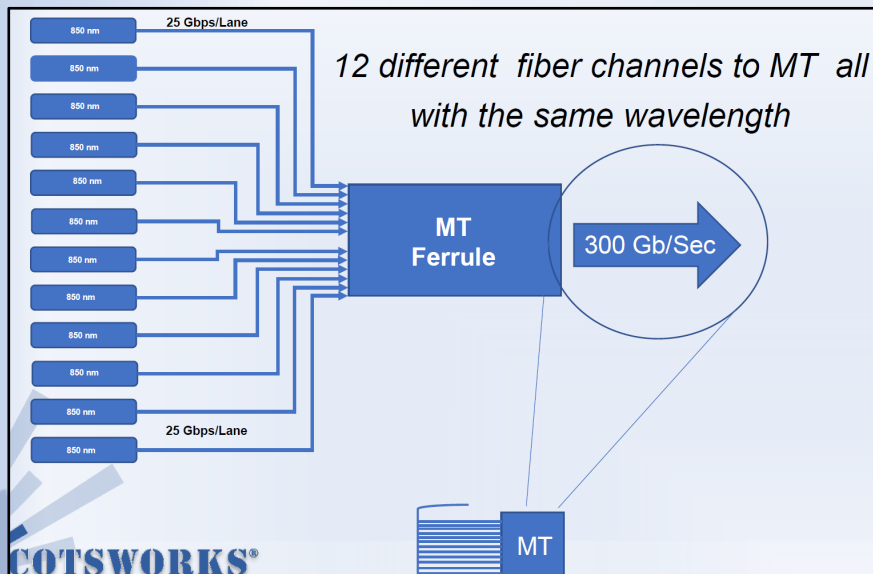 25 Gbps/Lane
850 nm
850 nm
850 nm
850 nm
850 nm
850 nm
850 nm
850 nm
850 nm
850 nm
850 nm
850 nm
25 Gbps/Lane
12 different fiber channels to MT all
with the same wavelength
MT
Ferrule
300 Gb/Sec
MT
COTSWORKS®